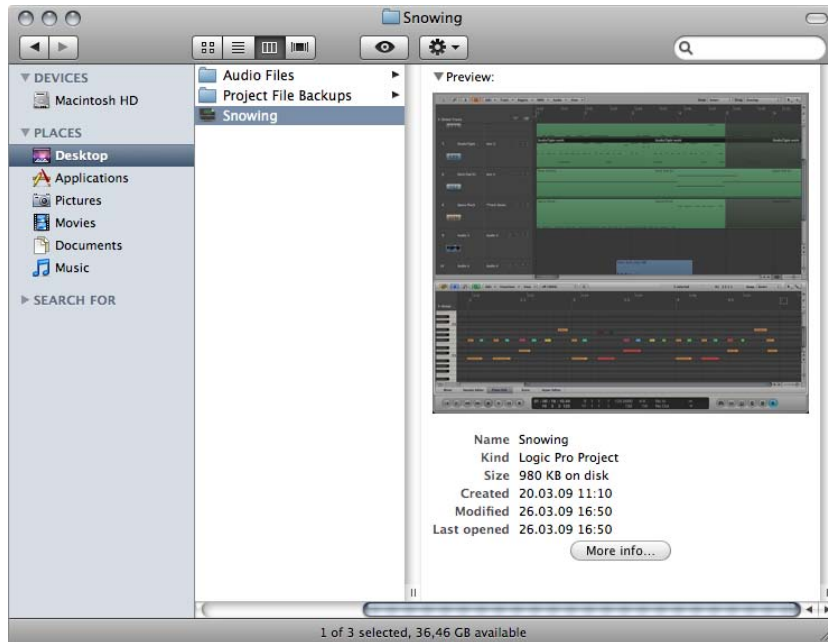 Snowing
DEVICES
Macintosh HD
PLACES
Desktop
Applications
Pictures
Movies
Documents
Music
SEARCH FOR
Audio Files
Project File Backups
Snowing
Preview:
Name Snowing
Kind Logic Pro Project
Size 980 KB on disk
Created 20.03.09 11:10
Modified 26.03.09 16:50
Last opened 26.03.09 16:50
More info...
1 of 3 selected, 36,46 GB available